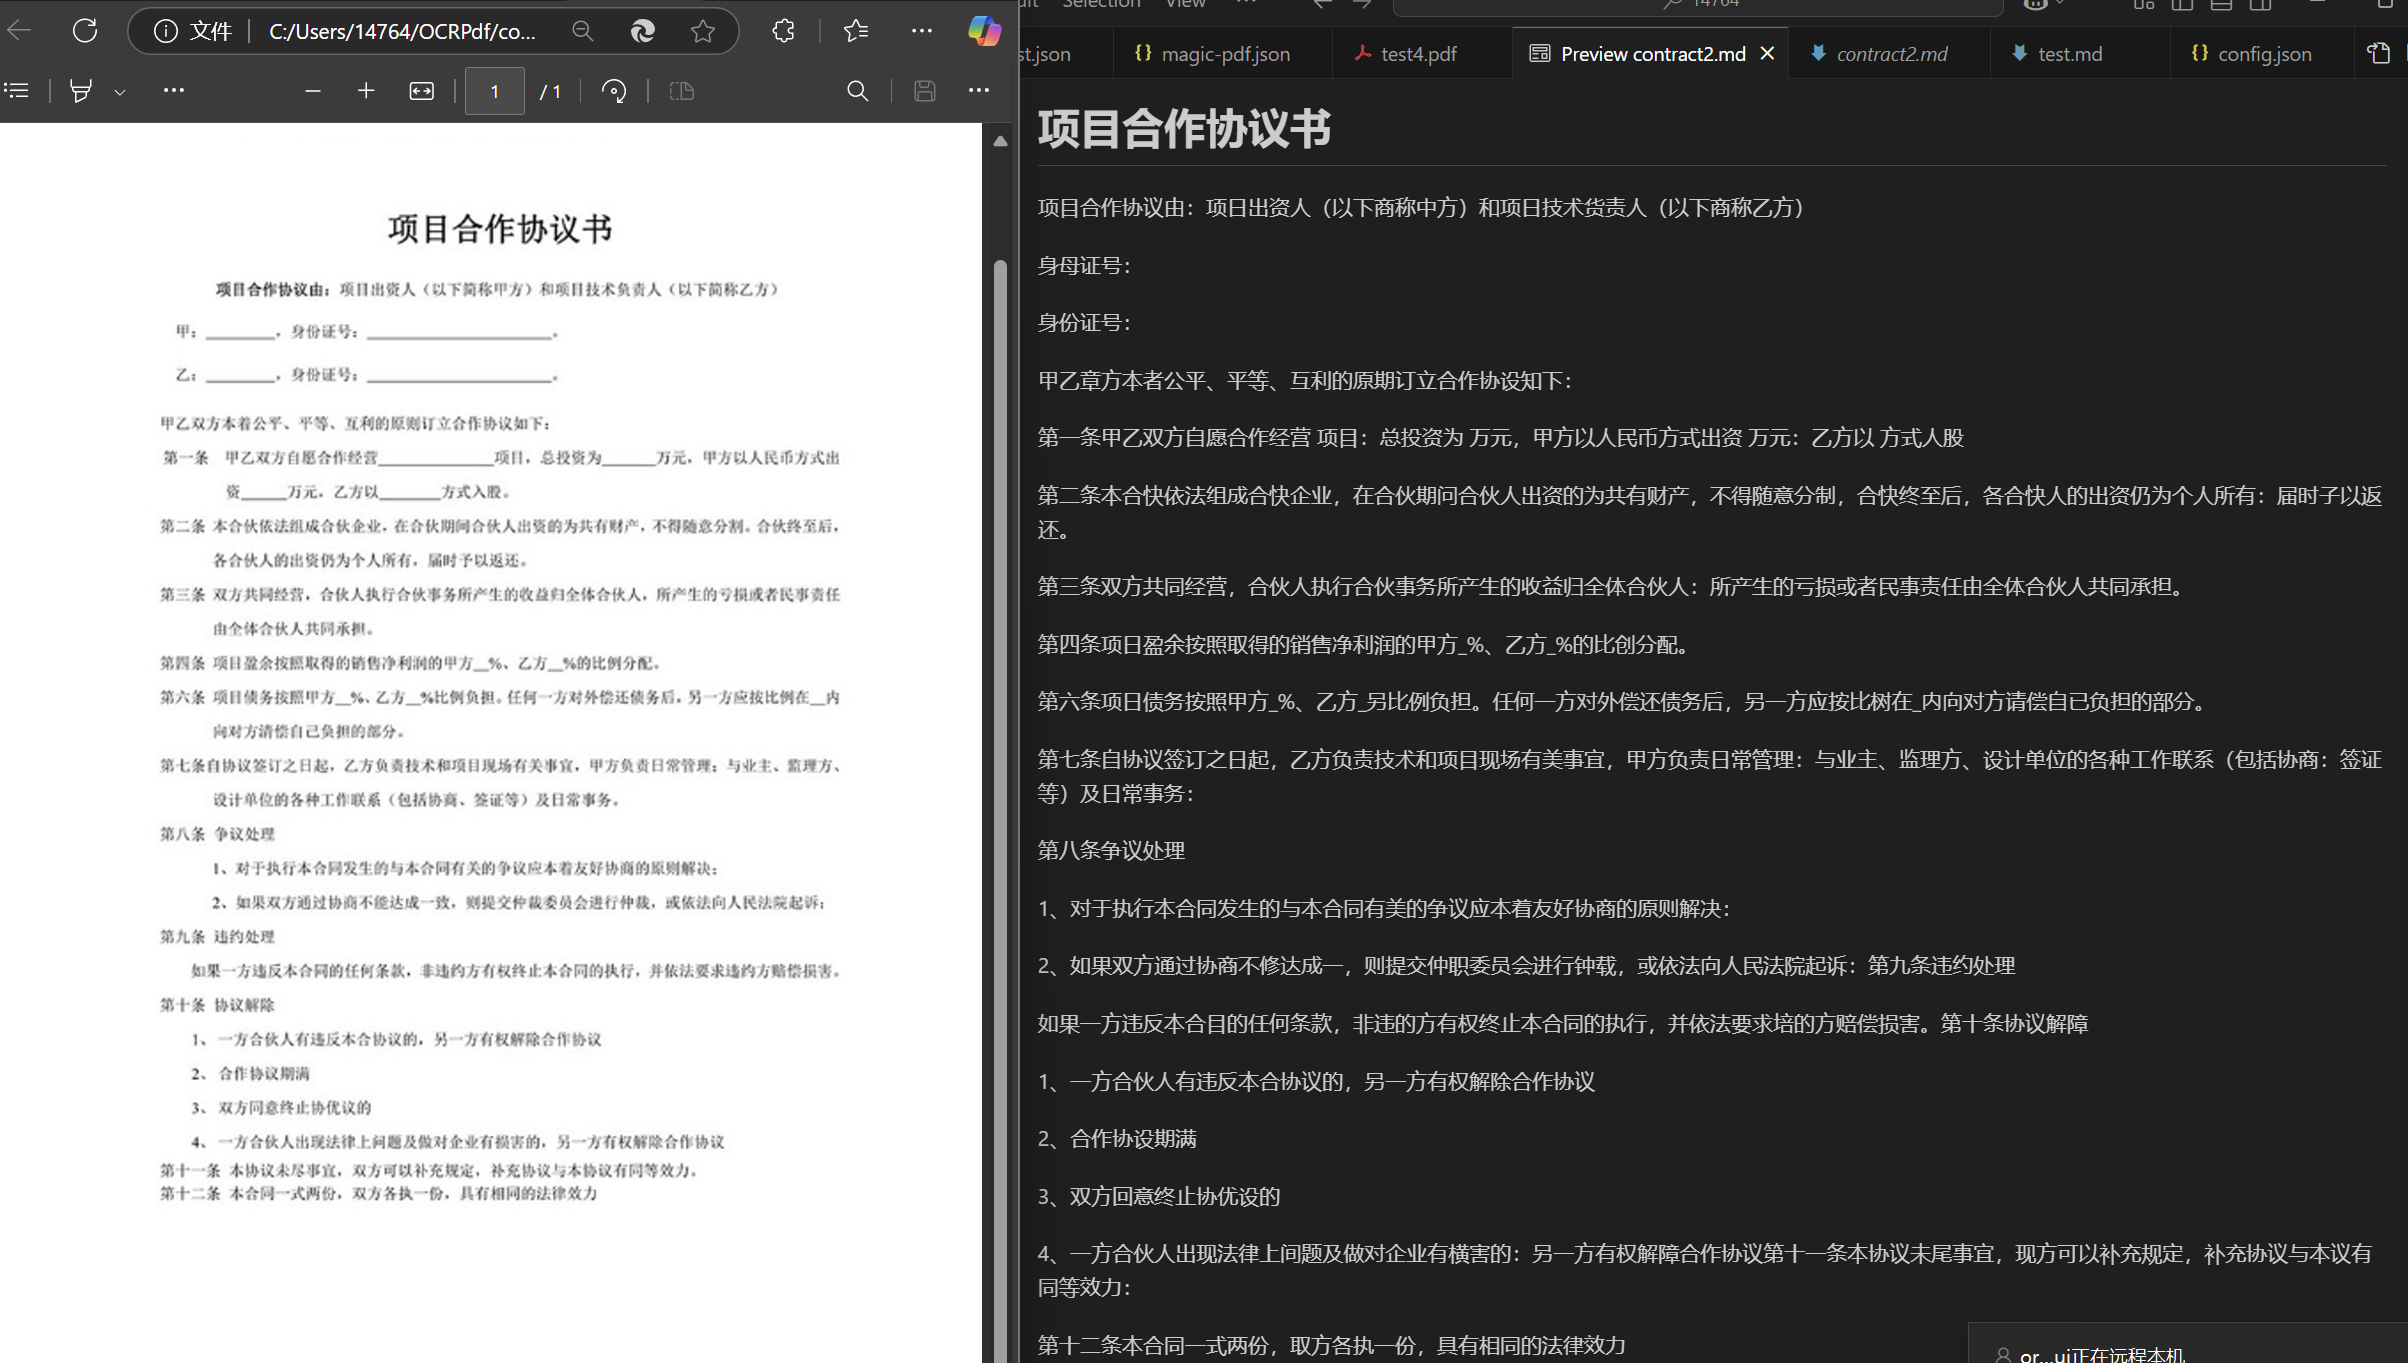 文件
C:/Users/14764/OCRPdf/co...
1
/ 1
项目合作协议书
项目合作协议由：项目出资人（以下简称甲方）和项目技术负责人（以下简称乙方）
甲：________，身份证号：____________________。
乙：________，身份证号：____________________。
甲乙双方本着公平、平等、互利的原则订立合作协议如下：
第一条 甲乙双方自愿合作经营_______________项目，总投资为_______万元，甲方以人民币方式出
资______万元，乙方以________方式入股。
第二条 本合伙依法组成合伙企业，在合伙期间合伙人出资的为共有财产，不得随意分割。合伙终至后，
各合伙人的出资仍为个人所有，届时予以返还。
第三条 双方共同经营，合伙人执行合伙事务所产生的收益归全体合伙人，所产生的亏损或者民事责任
由全体合伙人共同承担。
第四条 项目盈余按照取得的销售净利润的甲方__%、乙方__%的比例分配。
第六条 项目债务按照甲方__%、乙方__%比例负担。任何一方对外偿还债务后，另一方应按比例在__内
向对方清偿自己负担的部分。
第七条自协议签订之日起，乙方负责技术和项目现场有关事宜，甲方负责日常管理；与业主、监理方、
设计单位的各种工作联系（包括协商、签证等）及日常事务。
第八条 争议处理
1、对于执行本合同发生的与本合同有关的争议应本着友好协商的原则解决；
2、如果双方通过协商不能达成一致，则提交仲裁委员会进行仲裁，或依法向人民法院起诉；
第九条 违约处理
如果一方违反本合同的任何条款，非违约方有权终止本合同的执行，并依法要求违约方赔偿损害。
第十条 协议解除
1、 一方合伙人有违反本合协议的，另一方有权解除合作协议
2、 合作协议期满
3、 双方同意终止协优议的
4、 一方合伙人出现法律上问题及做对企业有损害的，另一方有权解除合作协议
第十一条 本协议未尽事宜，双方可以补充规定，补充协议与本协议有同等效力。
第十二条 本合同一式两份，双方各执一份，具有相同的法律效力
Selection View
14764
st.json magic-pdf.json test4.pdf Preview contract2.md contract2.md test.md config.json
项目合作协议书
项目合作协议由：项日出资人（以下商称中方）和项日技术货责人（以下商称乙方）
身母证号：
身份证号：
甲乙章方本者公平、平等、互利的原期订立合作协设知下：
第一条甲乙双方自愿合作经营 项目：总投资为 万元，甲方以人民币方式出资 万元：乙方以 方式人股
第二条本合快依法组成合快企业，在合伙期问合伙人出资的为共有财产，不得随意分制，合快终至后，各合快人的出资仍为个人所有：届时子以返
还。
第三条双方共同经营，合伙人执行合伙事务所产生的收益归全体合伙人：所产生的亏损或者民事责任由全体合伙人共同承担。
第四条项日盈余按照取得的销售净利润的甲方_%、乙方_%的比创分配。
第六条项日债务按照甲方_%、乙方_另比例负担。任何一方对外偿还债务后，另一方应按比树在_内向对方请偿自已负担的部分。
第七条自协议签订之日起，乙方负责技术和项目现场有美事宜，甲方负责日常管理：与业主、监理方、设计单位的各种工作联系（包括协商：签证
等）及日常事务：
第八条争议处理
1、对于执行本合同发生的与本合同有美的争议应本着友好协商的原则解决：
2、如果双方通过协商不修达成一，则提交仲职委员会进行钟载，或依法向人民法院起诉：第九条违约处理
如果一方违反本合目的任何条款，非违的方有权终止本合同的执行，并依法要求培的方赔偿损害。第十条协议解障
1、一方合伙人有违反本合协议的，另一方有权解除合作协议
2、合作协设期满
3、双方回意终止协优设的
4、一方合伙人出现法律上间题及做对企业有横害的：另一方有权解障合作协议第十一条本协议未尾事宜，现方可以补充规定，补充协议与本议有
同等效力：
第十二条本合同一式两份，取方各执一份，具有相同的法律效力
or...ui正在远程本机